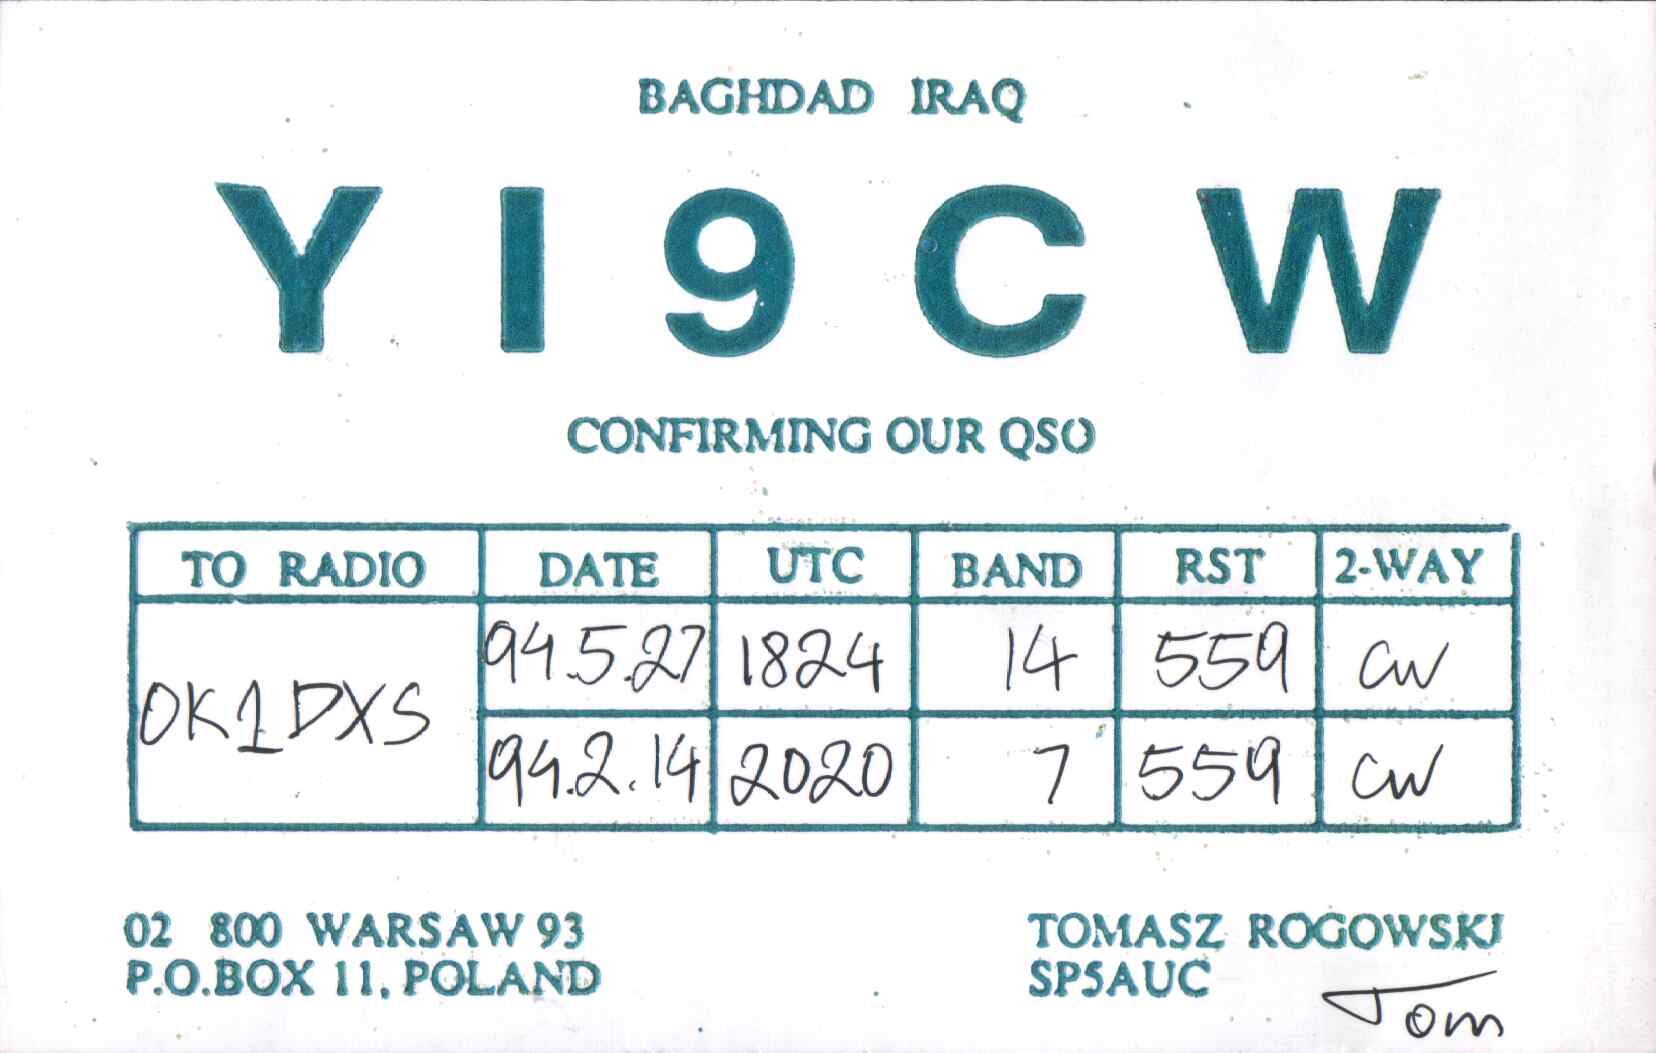 BAGHDAD IRAQ
YI9CW
CONFIRMING OUR QSO
TO RADIO DATE UTC BAND RST 2-WAY
OK1DXS
94.5.27 1824 14 559 CW
94.2.14 2020 7 559 CW
02 800 WARSAW 93
P.O.BOX 11, POLAND
TOMASZ ROGOWSKI
SP5AUC
Tom